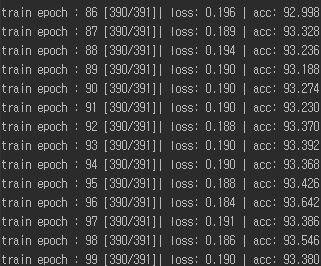 train epoch : 86 [390/391]| loss: 0.196 | acc: 92.998
train epoch : 87 [390/391]| loss: 0.189 | acc: 93.328
train epoch : 88 [390/391]| loss: 0.194 | acc: 93.236
train epoch : 89 [390/391]| loss: 0.190 | acc: 93.188
train epoch : 90 [390/391]| loss: 0.190 | acc: 93.274
train epoch : 91 [390/391]| loss: 0.190 | acc: 93.230
train epoch : 92 [390/391]| loss: 0.188 | acc: 93.370
train epoch : 93 [390/391]| loss: 0.190 | acc: 93.392
train epoch : 94 [390/391]| loss: 0.190 | acc: 93.368
train epoch : 95 [390/391]| loss: 0.188 | acc: 93.426
train epoch : 96 [390/391]| loss: 0.184 | acc: 93.642
train epoch : 97 [390/391]| loss: 0.191 | acc: 93.386
train epoch : 98 [390/391]| loss: 0.186 | acc: 93.546
train epoch : 99 [390/391]| loss: 0.190 | acc: 93.380